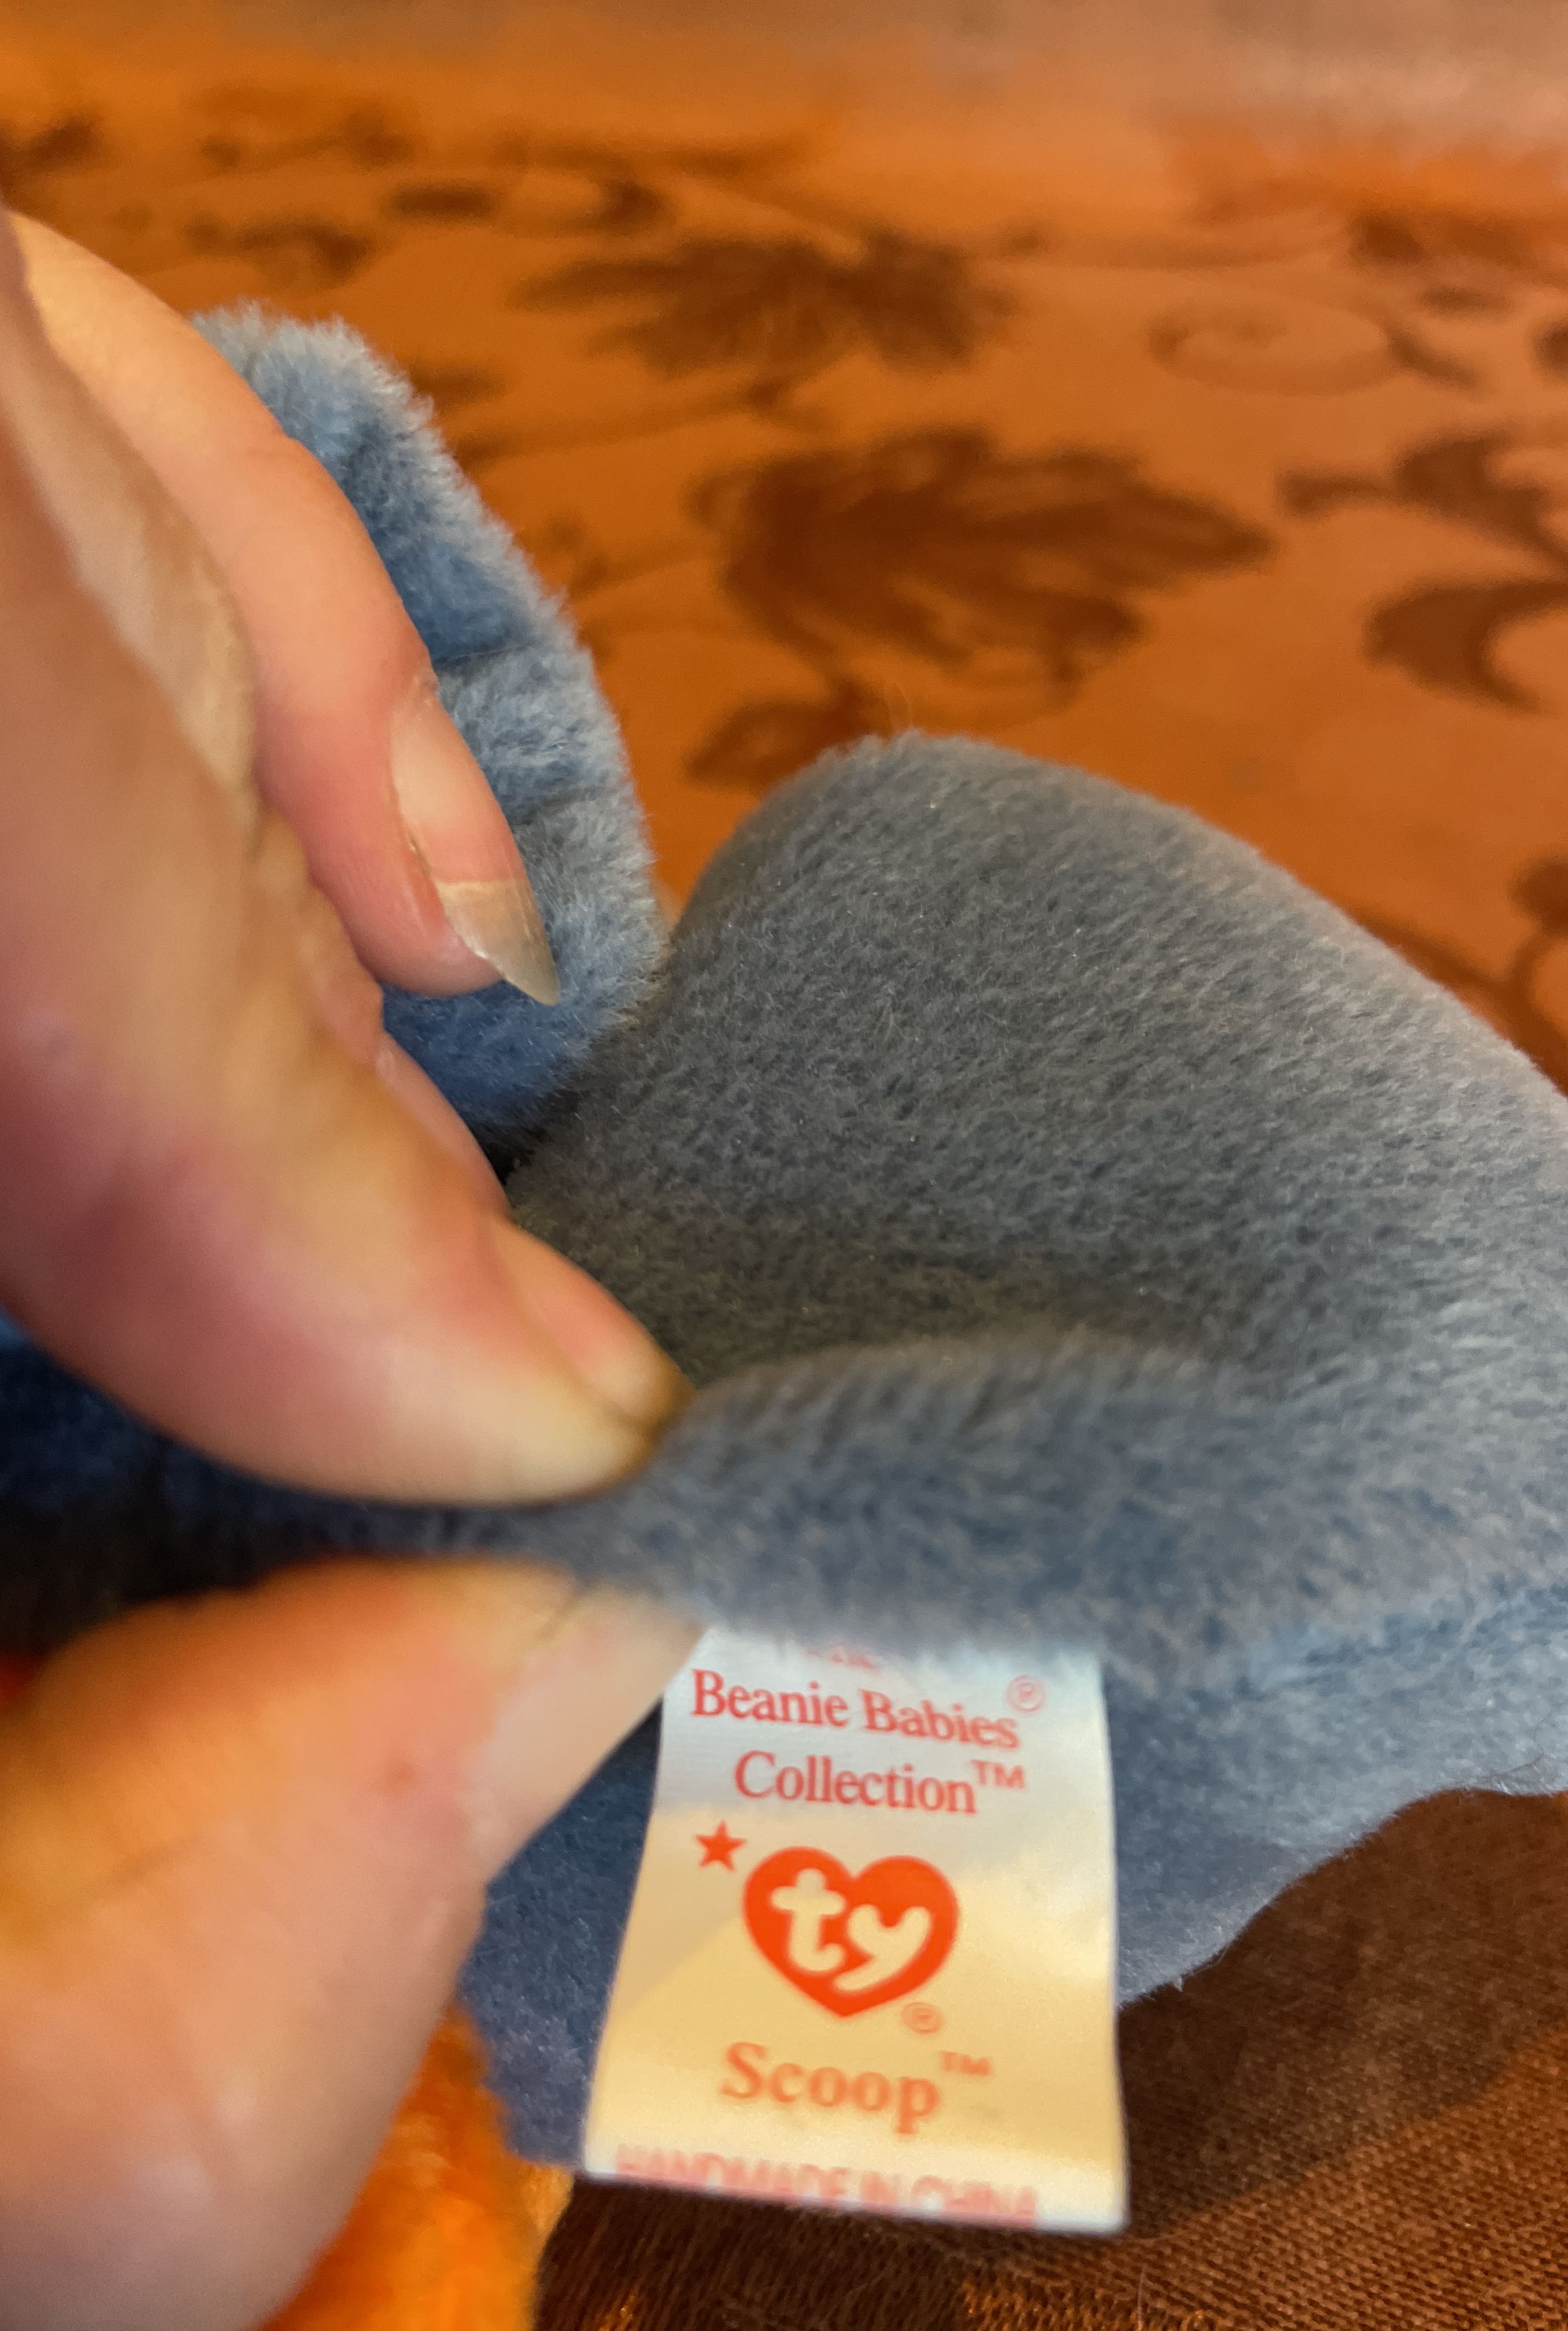 Beanie Babies®
Collection™
ty®
Scoop™
HANDMADE IN CHINA